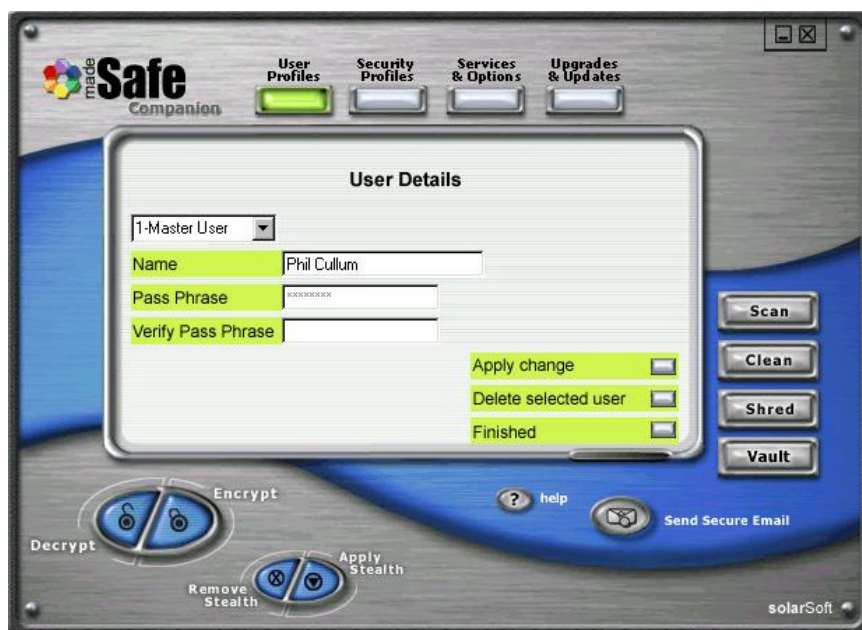 made
Safe
Companion
User
Profiles
Security
Profiles
Services
& Options
Upgrades
& Updates
User Details
1-Master User
Name
Phil Cullum
Pass Phrase
××××××××
Verify Pass Phrase
Apply change
Delete selected user
Finished
Scan
Clean
Shred
Vault
Encrypt
Decrypt
? help
Send Secure Email
Apply
Stealth
Remove
Stealth
solarSoft